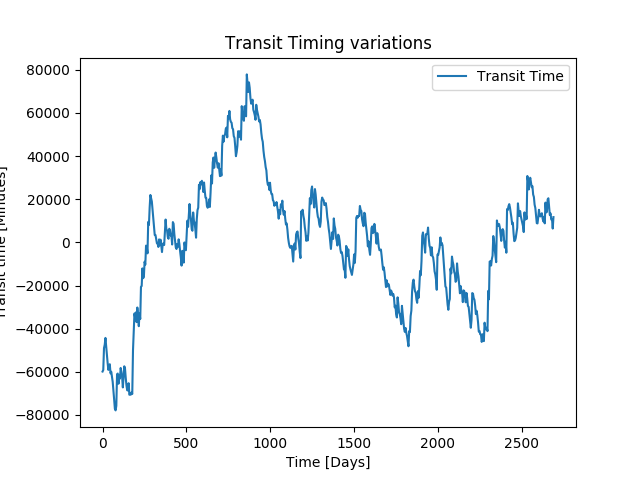 Transit Timing variations
Transit Time
80000
60000
40000
20000
0
−20000
−40000
−60000
−80000
Transit time [Minutes]
0 500 1000 1500 2000 2500
Time [Days]